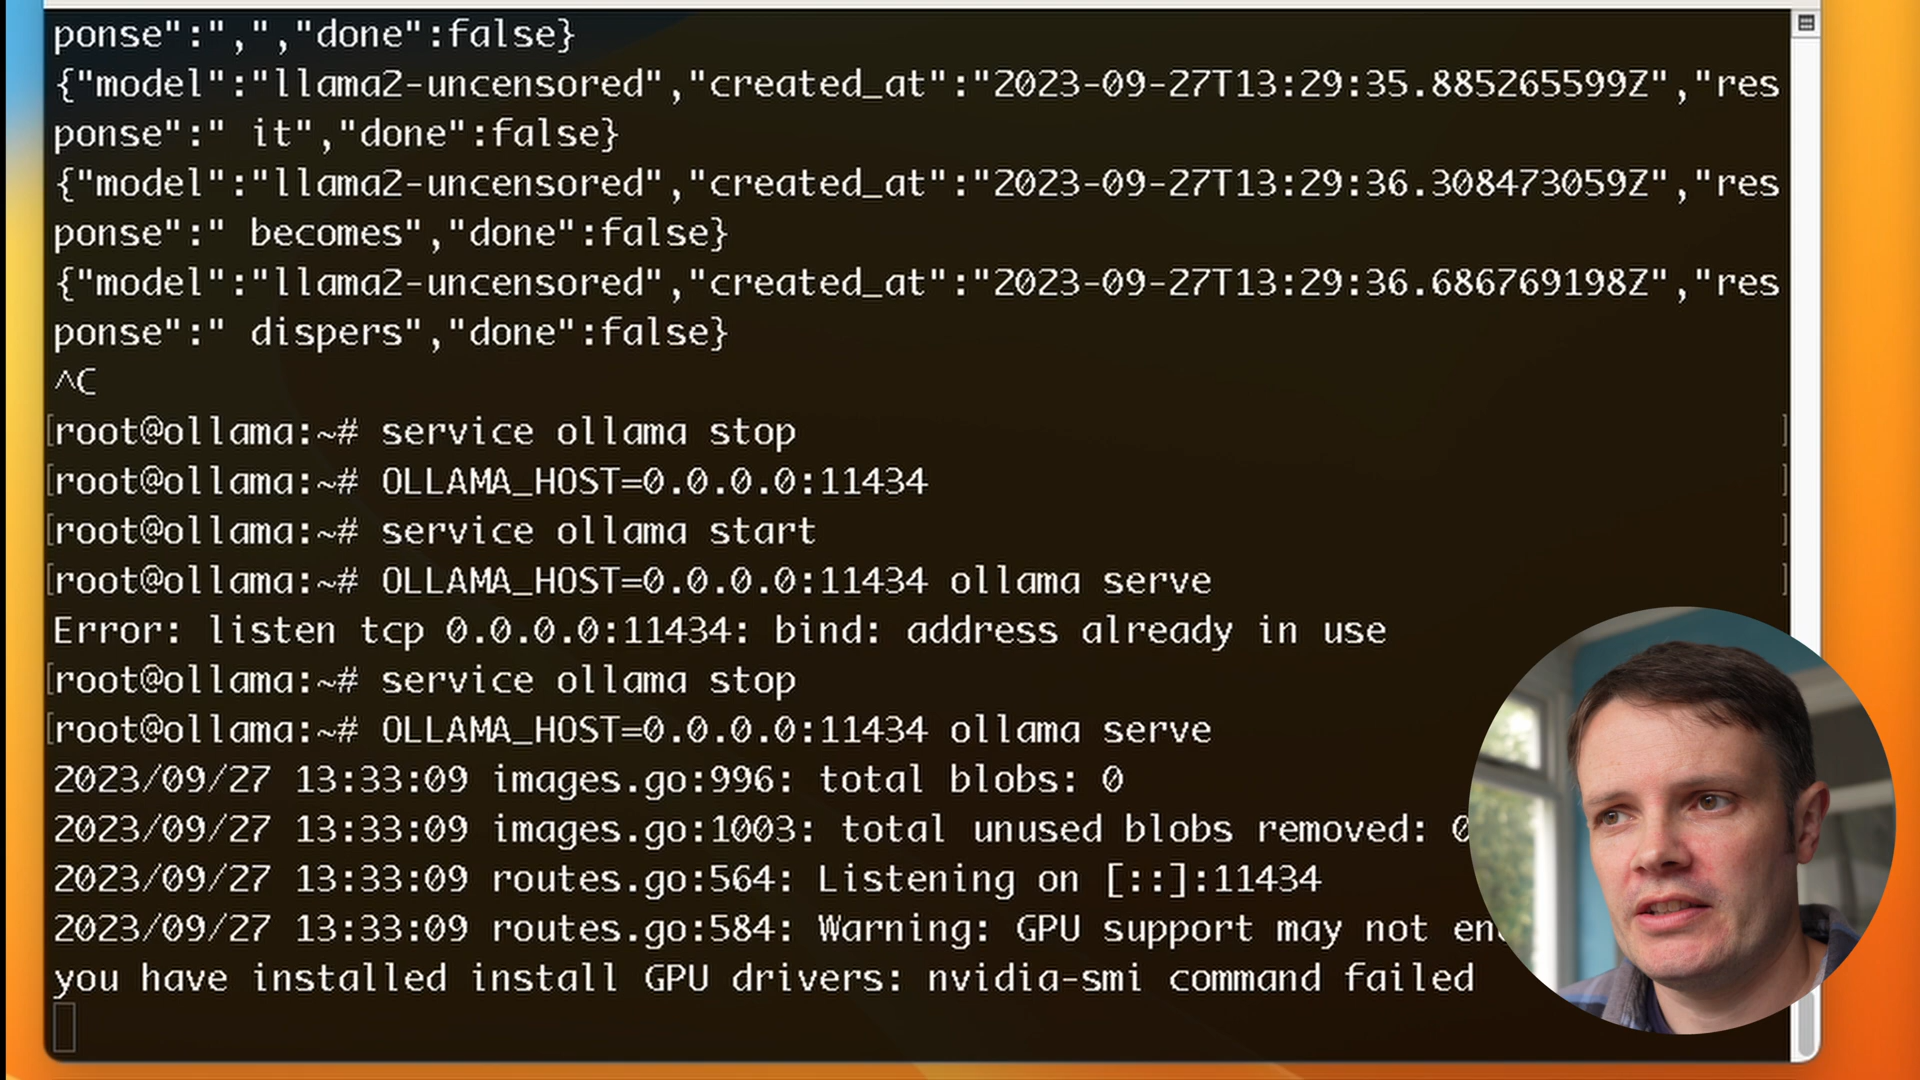 ponse":",","done":false}
{"model":"llama2-uncensored","created_at":"2023-09-27T13:29:35.885265599Z","res
ponse":" it","done":false}
{"model":"llama2-uncensored","created_at":"2023-09-27T13:29:36.308473059Z","res
ponse":" becomes","done":false}
{"model":"llama2-uncensored","created_at":"2023-09-27T13:29:36.686769198Z","res
ponse":" dispers","done":false}
^C
[root@ollama:~# service ollama stop ]
[root@ollama:~# OLLAMA_HOST=0.0.0.0:11434 ]
[root@ollama:~# service ollama start ]
[root@ollama:~# OLLAMA_HOST=0.0.0.0:11434 ollama serve ]
Error: listen tcp 0.0.0.0:11434: bind: address already in use
[root@ollama:~# service ollama stop
[root@ollama:~# OLLAMA_HOST=0.0.0.0:11434 ollama serve
2023/09/27 13:33:09 images.go:996: total blobs: 0
2023/09/27 13:33:09 images.go:1003: total unused blobs removed: 0
2023/09/27 13:33:09 routes.go:564: Listening on [::]:11434
2023/09/27 13:33:09 routes.go:584: Warning: GPU support may not
you have installed install GPU drivers: nvidia-smi command failed